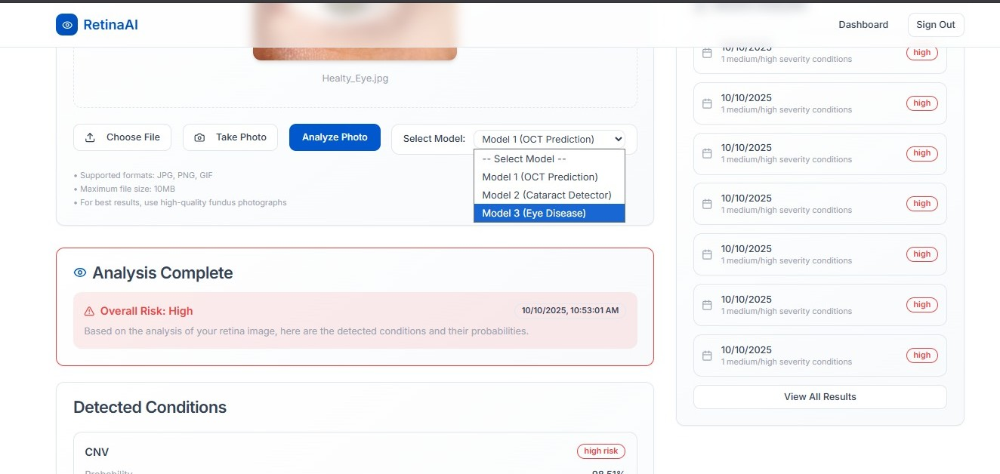 RetinaAI
Dashboard
Sign Out
Healty_Eye.jpg
Choose File
Take Photo
Analyze Photo
Select Model:
Model 1 (OCT Prediction)
-- Select Model --
Model 1 (OCT Prediction)
Model 2 (Cataract Detector)
Model 3 (Eye Disease)
• Supported formats: JPG, PNG, GIF
• Maximum file size: 10MB
• For best results, use high-quality fundus photographs
Analysis Complete
Overall Risk: High
10/10/2025, 10:53:01 AM
Based on the analysis of your retina image, here are the detected conditions and their probabilities.
Detected Conditions
CNV
high risk
Probability
98.51%
10/10/2025
1 medium/high severity conditions
high
10/10/2025
1 medium/high severity conditions
high
10/10/2025
1 medium/high severity conditions
high
10/10/2025
1 medium/high severity conditions
high
10/10/2025
1 medium/high severity conditions
high
10/10/2025
1 medium/high severity conditions
high
10/10/2025
1 medium/high severity conditions
high
View All Results